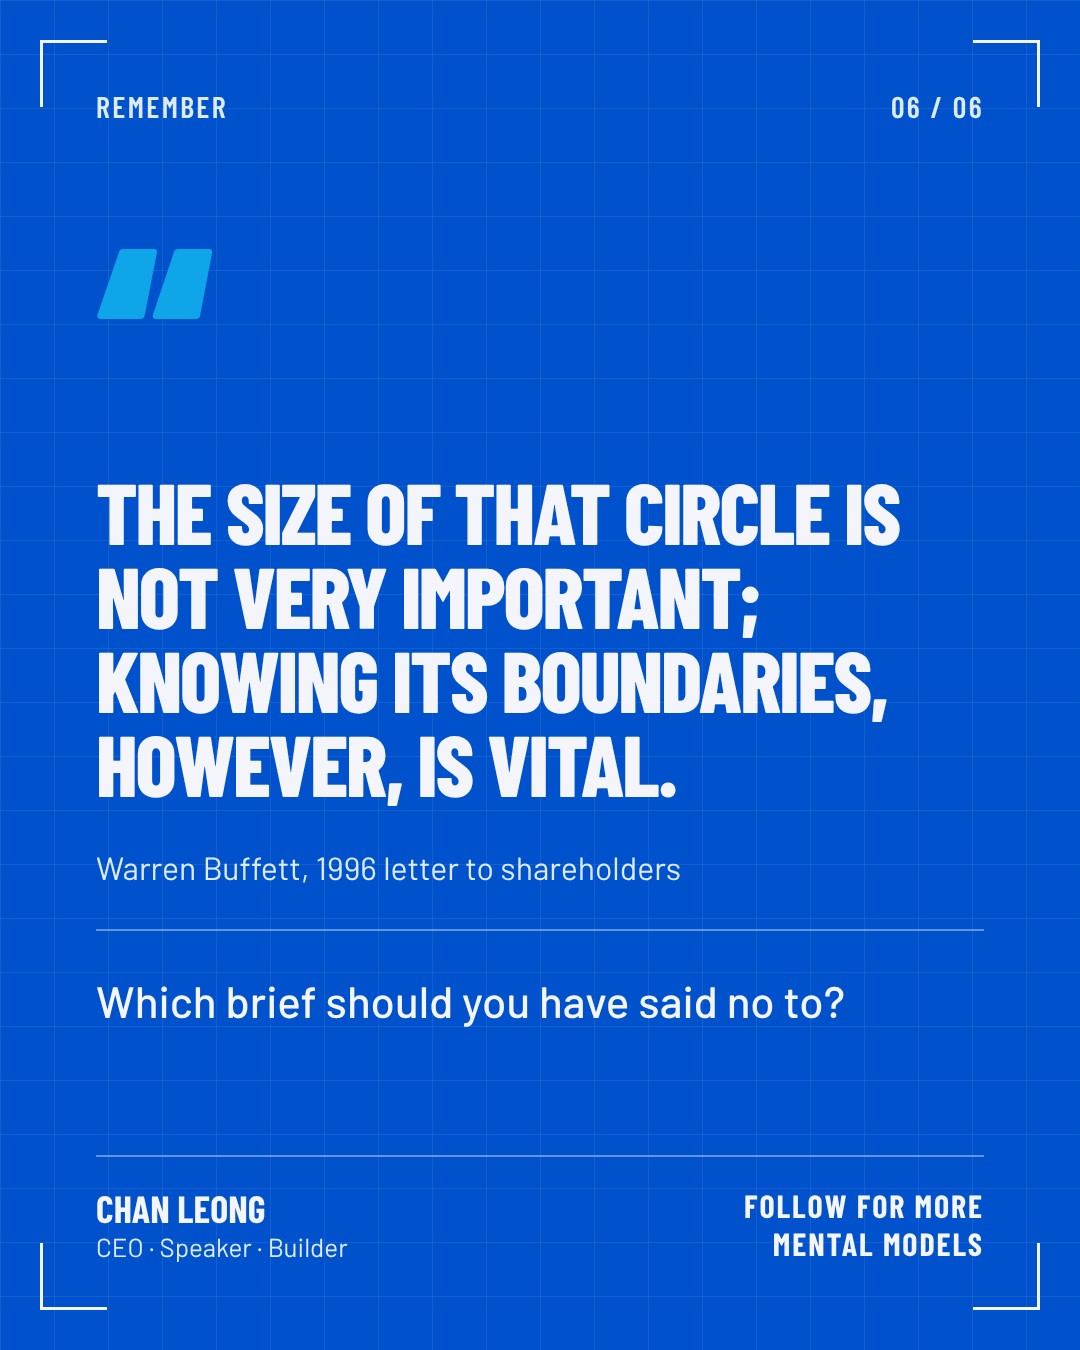 REMEMBER
06 / 06
THE SIZE OF THAT CIRCLE IS
NOT VERY IMPORTANT;
KNOWING ITS BOUNDARIES,
HOWEVER, IS VITAL.
Warren Buffett, 1996 letter to shareholders
Which brief should you have said no to?
CHAN LEONG
CEO · Speaker · Builder
FOLLOW FOR MORE
MENTAL MODELS